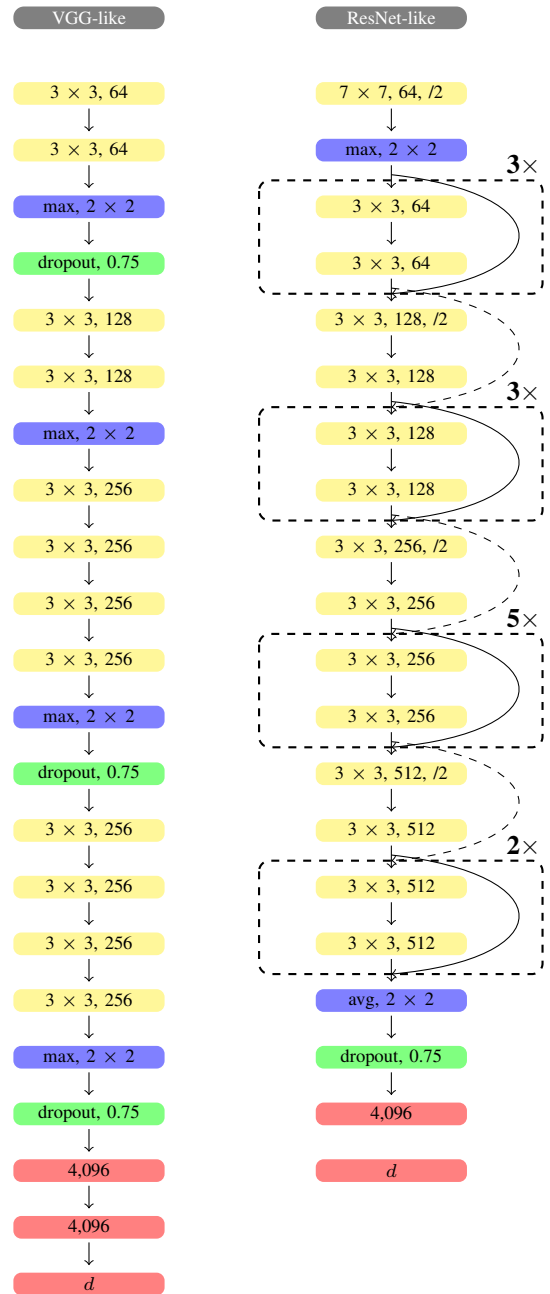 VGG-like
3 × 3, 64
3 × 3, 64
max, 2 × 2
dropout, 0.75
3 × 3, 128
3 × 3, 128
max, 2 × 2
3 × 3, 256
3 × 3, 256
3 × 3, 256
3 × 3, 256
max, 2 × 2
dropout, 0.75
3 × 3, 256
3 × 3, 256
3 × 3, 256
3 × 3, 256
max, 2 × 2
dropout, 0.75
4,096
4,096
d
ResNet-like
7 × 7, 64, /2
max, 2 × 2
3×
3 × 3, 64
3 × 3, 64
3 × 3, 128, /2
3 × 3, 128
3×
3 × 3, 128
3 × 3, 128
3 × 3, 256, /2
3 × 3, 256
5×
3 × 3, 256
3 × 3, 256
3 × 3, 512, /2
3 × 3, 512
2×
3 × 3, 512
3 × 3, 512
avg, 2 × 2
dropout, 0.75
4,096
d